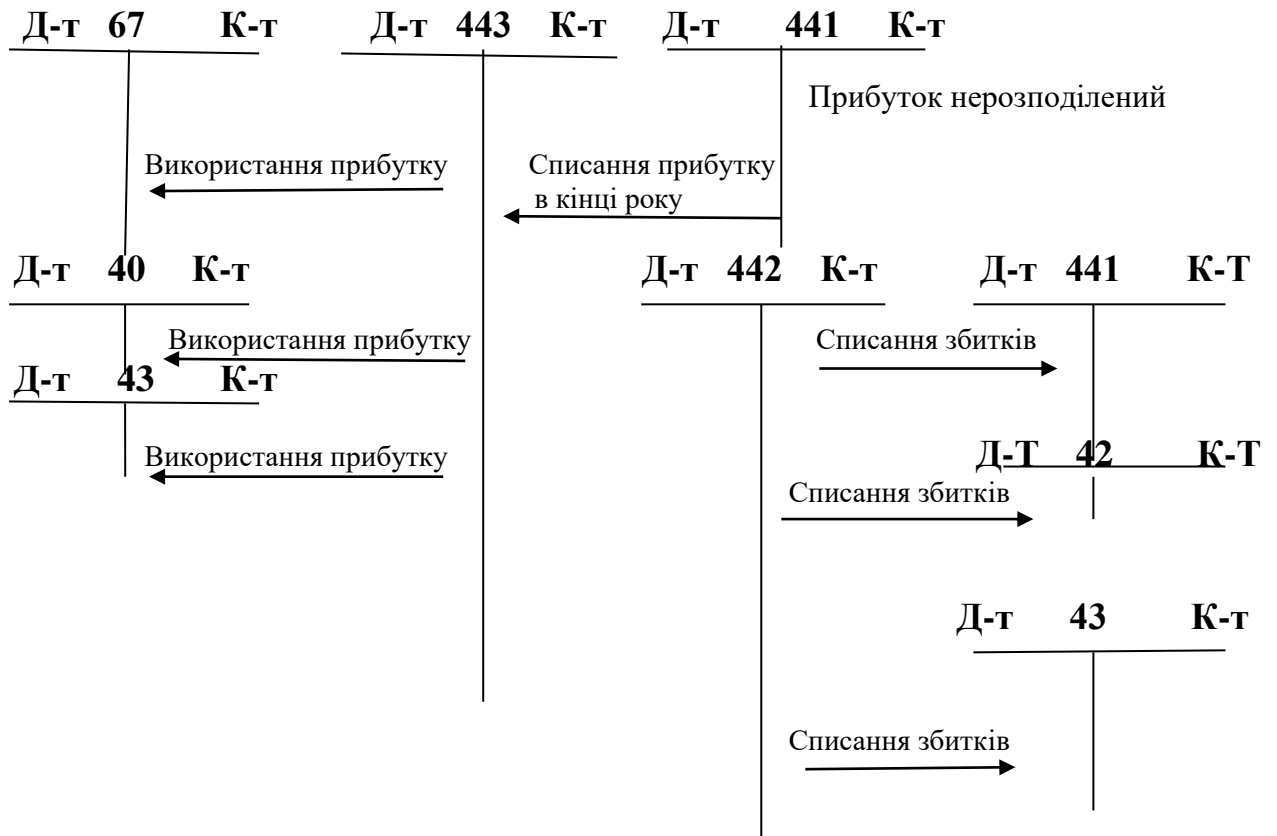 Д-т 67 К-т Д-т 443 К-т Д-т 441 К-т
Прибуток нерозподілений
Використання прибутку Списання прибутку
в кінці року
Д-т 40 К-т Д-т 442 К-т Д-т 441 К-Т
Використання прибутку Списання збитків
Д-т 43 К-т
Використання прибутку Д-Т 42 К-Т
Списання збитків
Д-т 43 К-т
Списання збитків